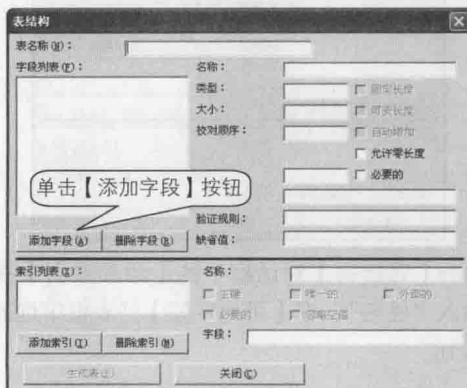 表结构
表名称(N)：
字段列表(F)：
名称：
类型：
固定长度
大小：
可变长度
校对顺序：
自动增加
允许零长度
必要的
单击【添加字段】按钮
验证规则：
添加字段(A)
删除字段(R)
缺省值：
索引列表(X)：
名称：
主键
唯一的
外部的
必要的
忽略空值
添加索引(I)
删除索引(M)
字段：
生成表(B)
关闭(C)